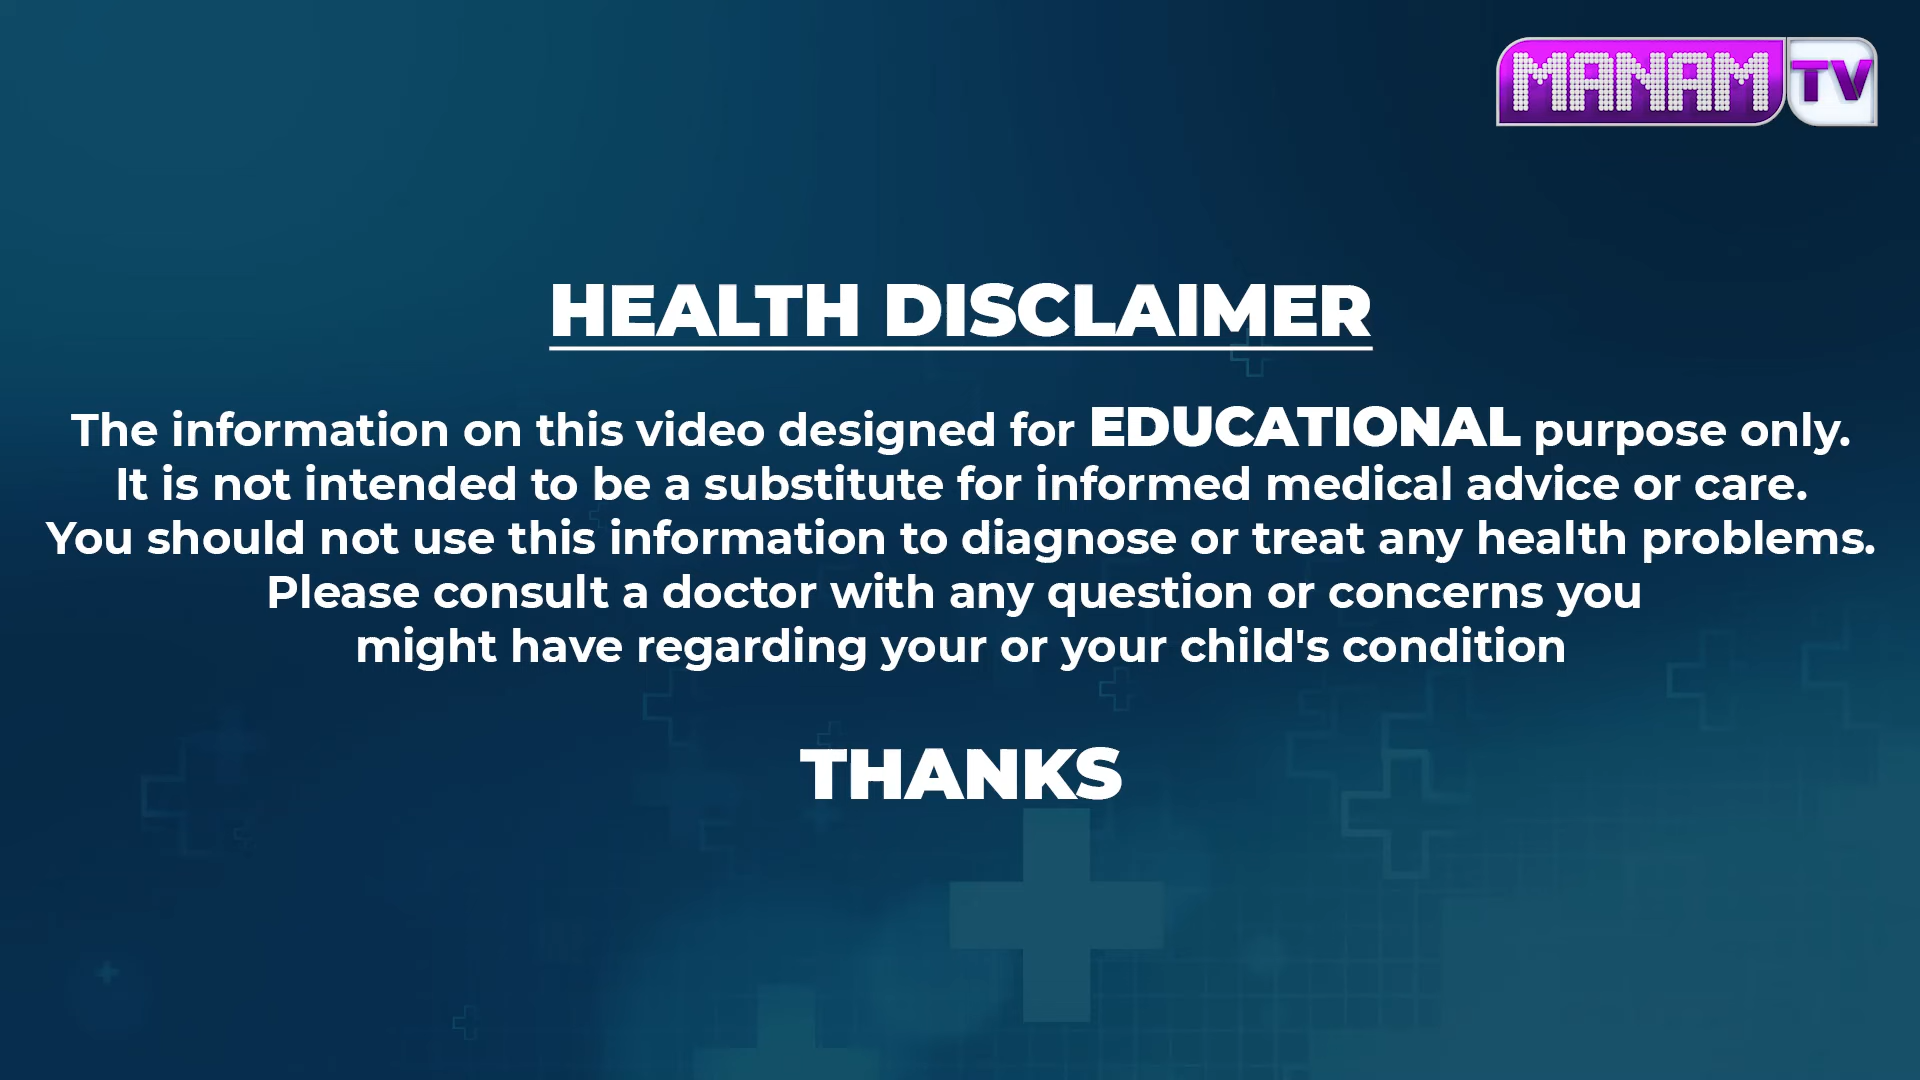 MANAM TV
HEALTH DISCLAIMER
The information on this video designed for EDUCATIONAL purpose only.
It is not intended to be a substitute for informed medical advice or care.
You should not use this information to diagnose or treat any health problems.
Please consult a doctor with any question or concerns you
might have regarding your or your child's condition
THANKS